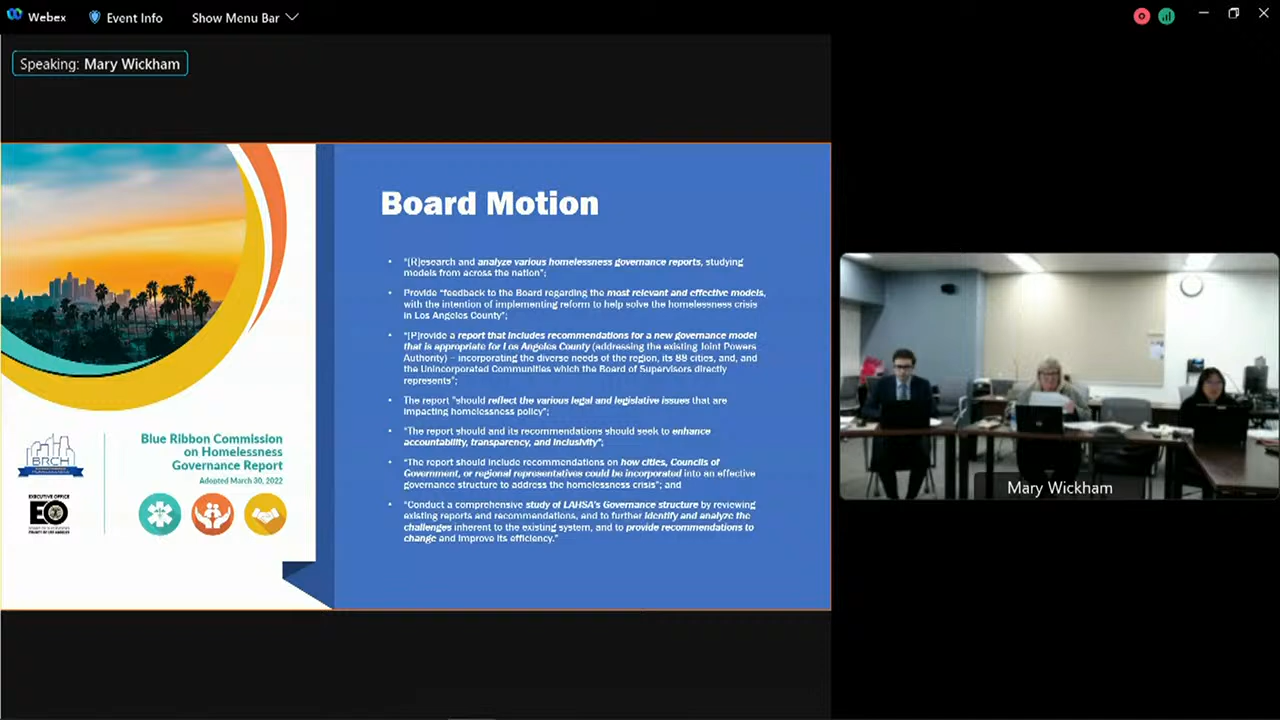 Webex
Event Info
Show Menu Bar
Speaking: Mary Wickham
Board Motion
• "[R]esearch and analyze various homelessness governance reports, studying
models from across the nation";
• Provide "feedback to the Board regarding the most relevant and effective models,
with the intention of implementing reform to help solve the homelessness crisis
in Los Angeles County";
• "[P]rovide a report that includes recommendations for a new governance model
that is appropriate for Los Angeles County (addressing the existing Joint Powers
Authority) – incorporating the diverse needs of the region, its 88 cities, and, and
the Unincorporated Communities which the Board of Supervisors directly
represents";
• The report "should reflect the various legal and legislative issues that are
impacting homelessness policy";
• "The report should and its recommendations should seek to enhance
accountability, transparency, and inclusivity";
• "The report should include recommendations on how cities, Councils of
Government, or regional representatives could be incorporated into an effective
governance structure to address the homelessness crisis"; and
• "Conduct a comprehensive study of LAHSA's Governance structure by reviewing
existing reports and recommendations, and to further identify and analyze the
challenges inherent to the existing system, and to provide recommendations to
change and improve its efficiency."
Blue Ribbon Commission
on Homelessness
Governance Report
Adopted March 30, 2022
BRCH
EXECUTIVE OFFICE
EO
Mary Wickham